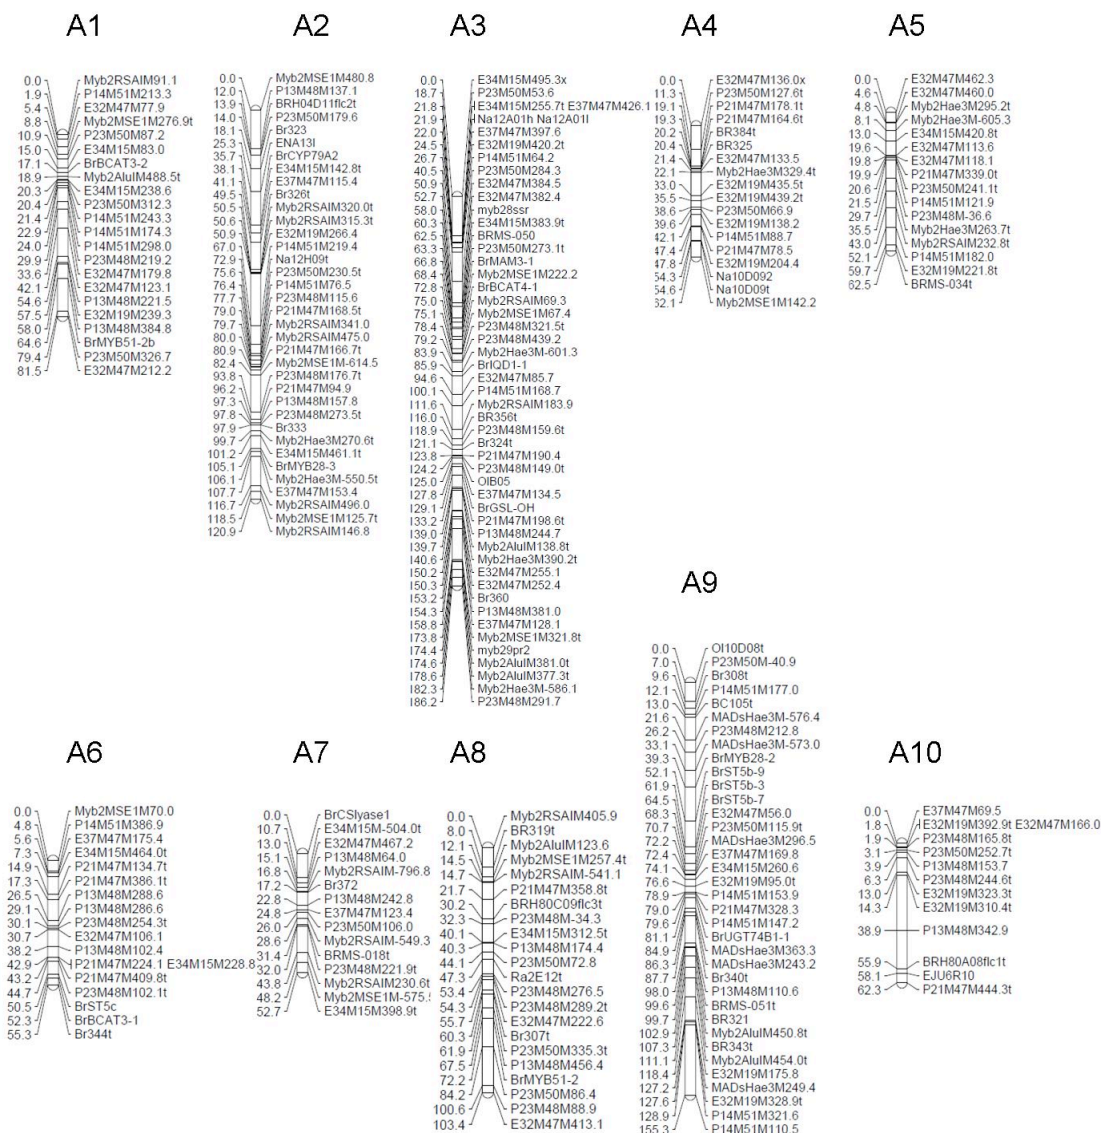 A1
0.0 Myb2RSAIM91.1
1.9 P14M51M213.3
5.4 E32M47M77.9
8.8 Myb2MSE1M276.9t
10.9 P23M50M87.2
15.0 E34M15M83.0
17.1 BrBCAT3-2
18.9 Myb2AluIM488.5t
20.3 E34M15M238.6
20.4 P23M50M312.3
21.4 P14M51M243.3
22.9 P14M51M174.3
24.0 P14M51M298.0
29.9 P23M48M219.2
33.6 E32M47M179.8
42.1 E32M47M123.1
54.6 P13M48M221.5
57.5 E32M19M239.3
58.0 P13M48M384.8
64.6 BrMYB51-2b
79.4 P23M50M326.7
81.5 E32M47M212.2
A2
0.0 Myb2MSE1M480.8
12.0 P13M48M137.1
13.9 BRH04D11flc2t
14.0 P23M50M179.6
18.1 Br323
25.3 ENA13I
35.7 BrCYP79A2
38.1 E34M15M142.8t
41.1 E37M47M115.4
49.5 Br326t
50.5 Myb2RSAIM320.0t
50.6 Myb2RSAIM315.3t
50.9 E32M19M266.4
67.0 P14M51M219.4
72.9 Na12H09t
75.6 P23M50M230.5t
76.4 P14M51M76.5
77.7 P23M48M115.6
79.0 P21M47M168.5t
79.7 Myb2RSAIM341.0
80.0 Myb2RSAIM475.0
80.9 P21M47M166.7t
82.4 Myb2MSE1M-614.5
93.8 P23M48M176.7t
96.2 P21M47M94.9
97.3 P13M48M157.8
97.8 P23M48M273.5t
97.9 Br333
99.7 Myb2Hae3M270.6t
101.2 E34M15M461.1t
105.1 BrMYB28-3
106.1 Myb2Hae3M-550.5t
107.7 E37M47M153.4
116.7 Myb2RSAIM496.0
118.5 Myb2MSE1M125.7t
120.9 Myb2RSAIM146.8
A3
0.0 E34M15M495.3x
18.7 P23M50M53.6
21.8 E34M15M255.7t E37M47M426.1
21.9 Na12A01h Na12A01I
22.0 E37M47M397.6
24.5 E32M19M420.2t
26.7 P14M51M64.2
40.5 P23M50M284.3
50.9 E32M47M384.5
52.7 E32M47M382.4
58.0 myb28ssr
60.3 E34M15M383.9t
62.5 BRMS-050
63.3 P23M50M273.1t
66.8 BrMAM3-1
68.4 Myb2MSE1M222.2
72.8 BrBCAT4-1
75.0 Myb2RSAIM69.3
75.1 Myb2MSE1M67.4
78.4 P23M48M321.5t
79.2 P23M48M439.2
83.9 Myb2Hae3M-601.3
85.9 BrIQD1-1
94.6 E32M47M85.7
100.1 P14M51M168.7
111.6 Myb2RSAIM183.9
116.0 BR356t
118.9 P23M48M159.6t
121.1 Br324t
123.8 P21M47M190.4
124.2 P23M48M149.0t
125.0 OIB05
127.8 E37M47M134.5
129.1 BrGSL-OH
133.2 P21M47M198.6t
139.0 P13M48M244.7
139.7 Myb2AluIM138.8t
140.6 Myb2Hae3M390.2t
150.2 E32M47M255.1
150.3 E32M47M252.4
153.2 Br360
154.3 P13M48M381.0
158.8 E37M47M128.1
173.8 Myb2MSE1M321.8t
174.4 myb29pr2
174.6 Myb2AluIM381.0t
178.6 Myb2AluIM377.3t
182.3 Myb2Hae3M-586.1
186.2 P23M48M291.7
A4
0.0 E32M47M136.0x
11.3 P23M50M127.6t
19.1 P21M47M178.1t
19.2 P21M47M164.6t
20.2 BR384t
20.4 BR325
21.4 E32M47M133.5
22.1 Myb2Hae3M329.4t
33.0 E32M19M435.5t
35.5 E32M19M439.2t
38.6 P23M50M66.9
39.6 E32M19M138.2
42.1 P14M51M88.7
47.4 P21M47M78.5
47.8 E32M19M204.4
54.3 Na10D092
54.6 Na10D09t
62.1 Myb2MSE1M142.2
A5
0.0 E32M47M462.3
4.6 E32M47M460.0
4.8 Myb2Hae3M295.2t
8.1 Myb2Hae3M-605.3
13.0 E34M15M420.8t
19.6 E32M47M113.6
19.8 E32M47M118.1
19.9 P21M47M339.0t
20.6 P23M50M241.1t
21.5 P14M51M121.9
29.7 P23M48M-36.6
35.5 Myb2Hae3M263.7t
43.0 Myb2RSAIM232.8t
52.1 P14M51M182.0
59.7 E32M19M221.8t
62.5 BRMS-034t
A6
0.0 Myb2MSE1M70.0
4.8 P14M51M386.9
5.6 E37M47M175.4
7.3 E34M15M464.0t
14.9 P21M47M134.7t
17.3 P21M47M386.1t
26.5 P13M48M288.6
29.1 P13M48M286.6
30.1 P23M48M254.3t
30.7 E32M47M106.1
38.2 P13M48M102.4
42.9 P21M47M224.1 E34M15M228.8
43.2 P21M47M409.8t
44.7 P23M48M102.1t
50.5 BrST5c
52.3 BrBCAT3-1
55.3 Br344t
A7
0.0 BrCSlyase1
10.7 E34M15M-504.0t
13.0 E32M47M467.2
15.1 P13M48M64.0
16.8 Myb2RSAIM-796.8
17.2 Br372
22.8 P13M48M242.8
24.8 E37M47M123.4
26.0 P23M50M106.0
28.6 Myb2RSAIM-549.3
31.4 BRMS-018t
32.0 P23M48M221.9t
43.8 Myb2RSAIM230.6t
48.2 Myb2MSE1M-575.
52.7 E34M15M398.9t
A8
0.0 Myb2RSAIM405.9
8.0 BR319t
12.1 Myb2AluIM123.6
14.5 Myb2MSE1M257.4t
14.7 Myb2RSAIM-541.1
21.7 P21M47M358.8t
30.2 BRH80C09flc3t
32.3 P23M48M-34.3
40.1 E34M15M312.5t
40.3 P13M48M174.4
44.1 P23M50M72.8
47.3 Ra2E12t
53.4 P23M48M276.5
54.3 P23M48M289.2t
55.7 E32M47M222.6
60.3 Br307t
61.9 P23M50M335.3t
67.5 P13M48M456.4
72.2 BrMYB51-2
84.2 P23M50M86.4
100.6 P23M48M88.9
103.4 E32M47M413.1
A9
0.0 OI10D08t
7.0 P23M50M-40.9
9.6 Br308t
12.1 P14M51M177.0
13.0 BC105t
21.6 MADsHae3M-576.4
26.2 P23M48M212.8
33.1 MADsHae3M-573.0
39.3 BrMYB28-2
52.1 BrST5b-9
61.9 BrST5b-3
64.5 BrST5b-7
68.3 E32M47M56.0
70.7 P23M50M115.9t
72.2 MADsHae3M296.5
72.4 E37M47M169.8
74.1 E34M15M260.6
76.6 E32M19M95.0t
78.9 P14M51M153.9
79.0 P21M47M328.3
79.6 P14M51M147.2
81.1 BrUGT74B1-1
84.9 MADsHae3M363.3
86.3 MADsHae3M243.2
87.7 Br340t
98.0 P13M48M110.6
99.6 BRMS-051t
99.7 BR321
102.9 Myb2AluIM450.8t
107.3 BR343t
111.1 Myb2AluIM454.0t
118.4 E32M19M175.8
127.2 MADsHae3M249.4
127.6 E32M19M328.9t
128.9 P14M51M321.6
155.3 P14M51M110.5
A10
0.0 E37M47M69.5
1.8 E32M19M392.9t E32M47M166.0
1.9 P23M48M165.8
3.1 P23M50M252.7t
3.9 P13M48M153.7
6.3 P23M48M244.6t
13.0 E32M19M323.3t
14.3 E32M19M310.4t
38.9 P13M48M342.9
55.9 BRH80A08flc1t
58.1 EJU6R10
62.3 P21M47M444.3t